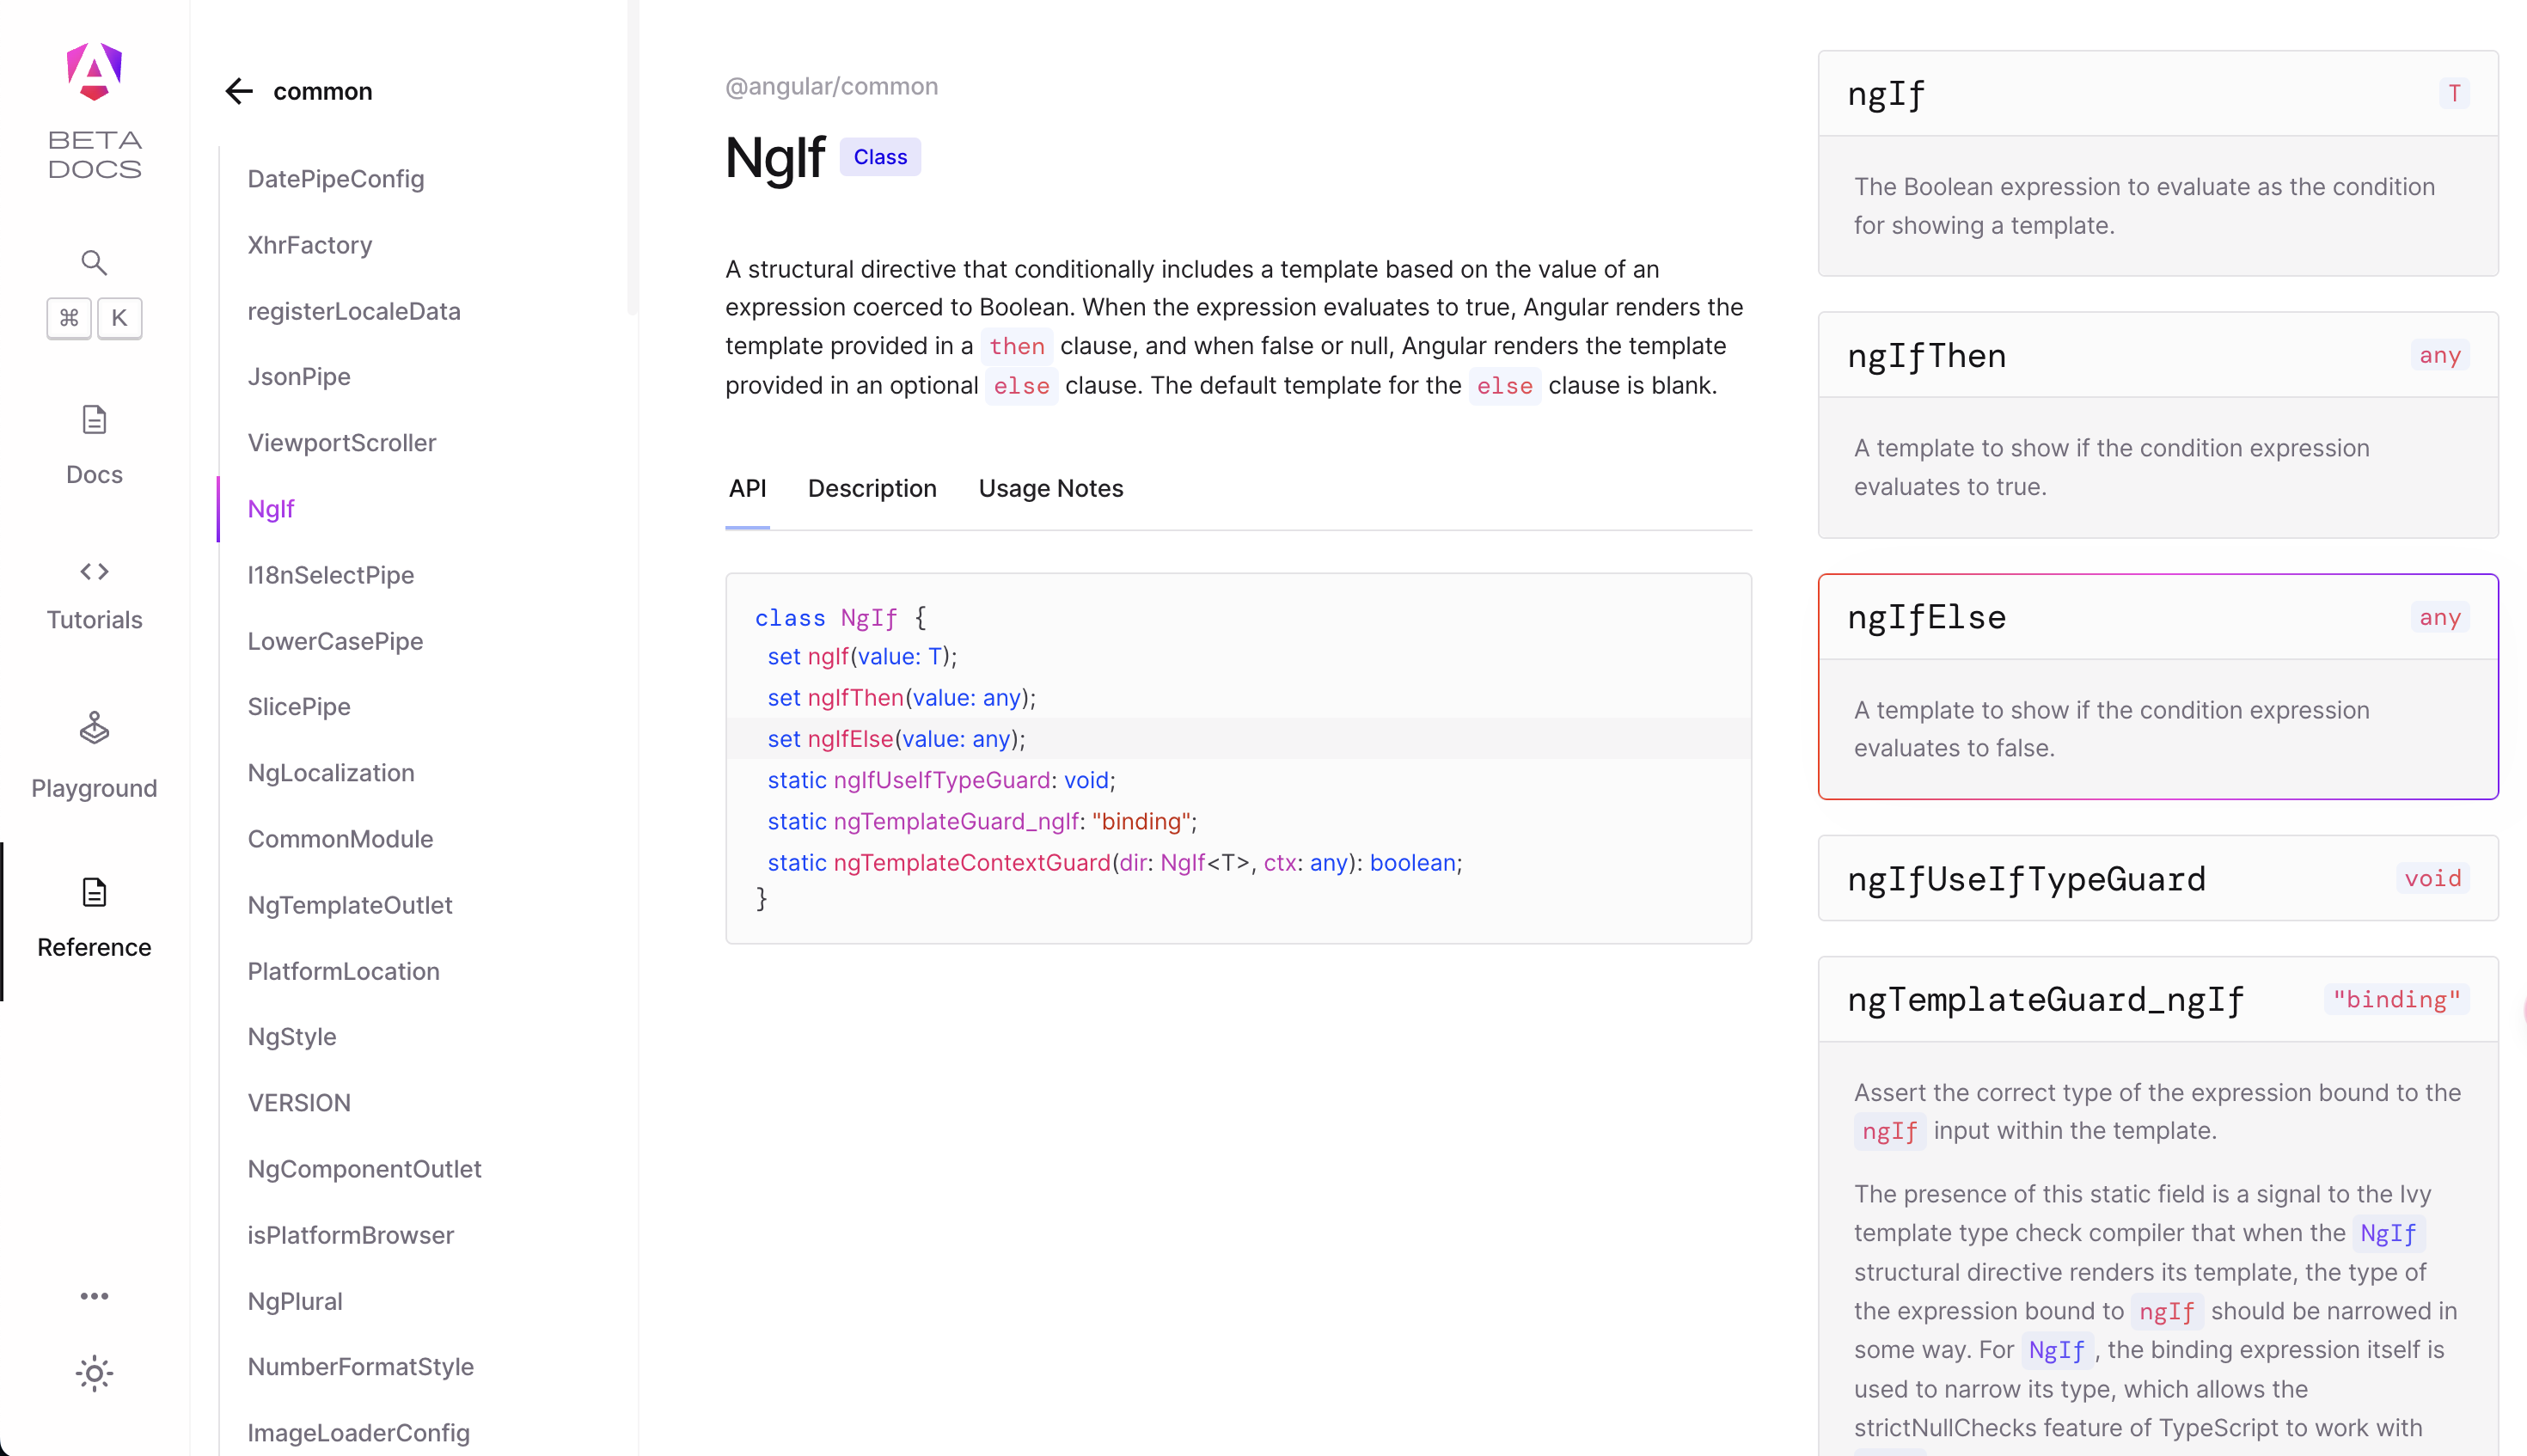 BETA
DOCS
⌘ K
Docs
Tutorials
Playground
Reference
common
DatePipeConfig
XhrFactory
registerLocaleData
JsonPipe
ViewportScroller
NgIf
I18nSelectPipe
LowerCasePipe
SlicePipe
NgLocalization
CommonModule
NgTemplateOutlet
PlatformLocation
NgStyle
VERSION
NgComponentOutlet
isPlatformBrowser
NgPlural
NumberFormatStyle
ImageLoaderConfig
@angular/common
NgIf Class
A structural directive that conditionally includes a template based on the value of an
expression coerced to Boolean. When the expression evaluates to true, Angular renders the
template provided in a then clause, and when false or null, Angular renders the template
provided in an optional else clause. The default template for the else clause is blank.
API Description Usage Notes
class NgIf {
set ngIf(value: T);
set ngIfThen(value: any);
set ngIfElse(value: any);
static ngIfUseIfTypeGuard: void;
static ngTemplateGuard_ngIf: "binding";
static ngTemplateContextGuard(dir: NgIf<T>, ctx: any): boolean;
}
ngIf T
The Boolean expression to evaluate as the condition
for showing a template.
ngIfThen any
A template to show if the condition expression
evaluates to true.
ngIfElse any
A template to show if the condition expression
evaluates to false.
ngIfUseIfTypeGuard void
ngTemplateGuard_ngIf "binding"
Assert the correct type of the expression bound to the
ngIf input within the template.
The presence of this static field is a signal to the Ivy
template type check compiler that when the NgIf
structural directive renders its template, the type of
the expression bound to ngIf should be narrowed in
some way. For NgIf, the binding expression itself is
used to narrow its type, which allows the
strictNullChecks feature of TypeScript to work with